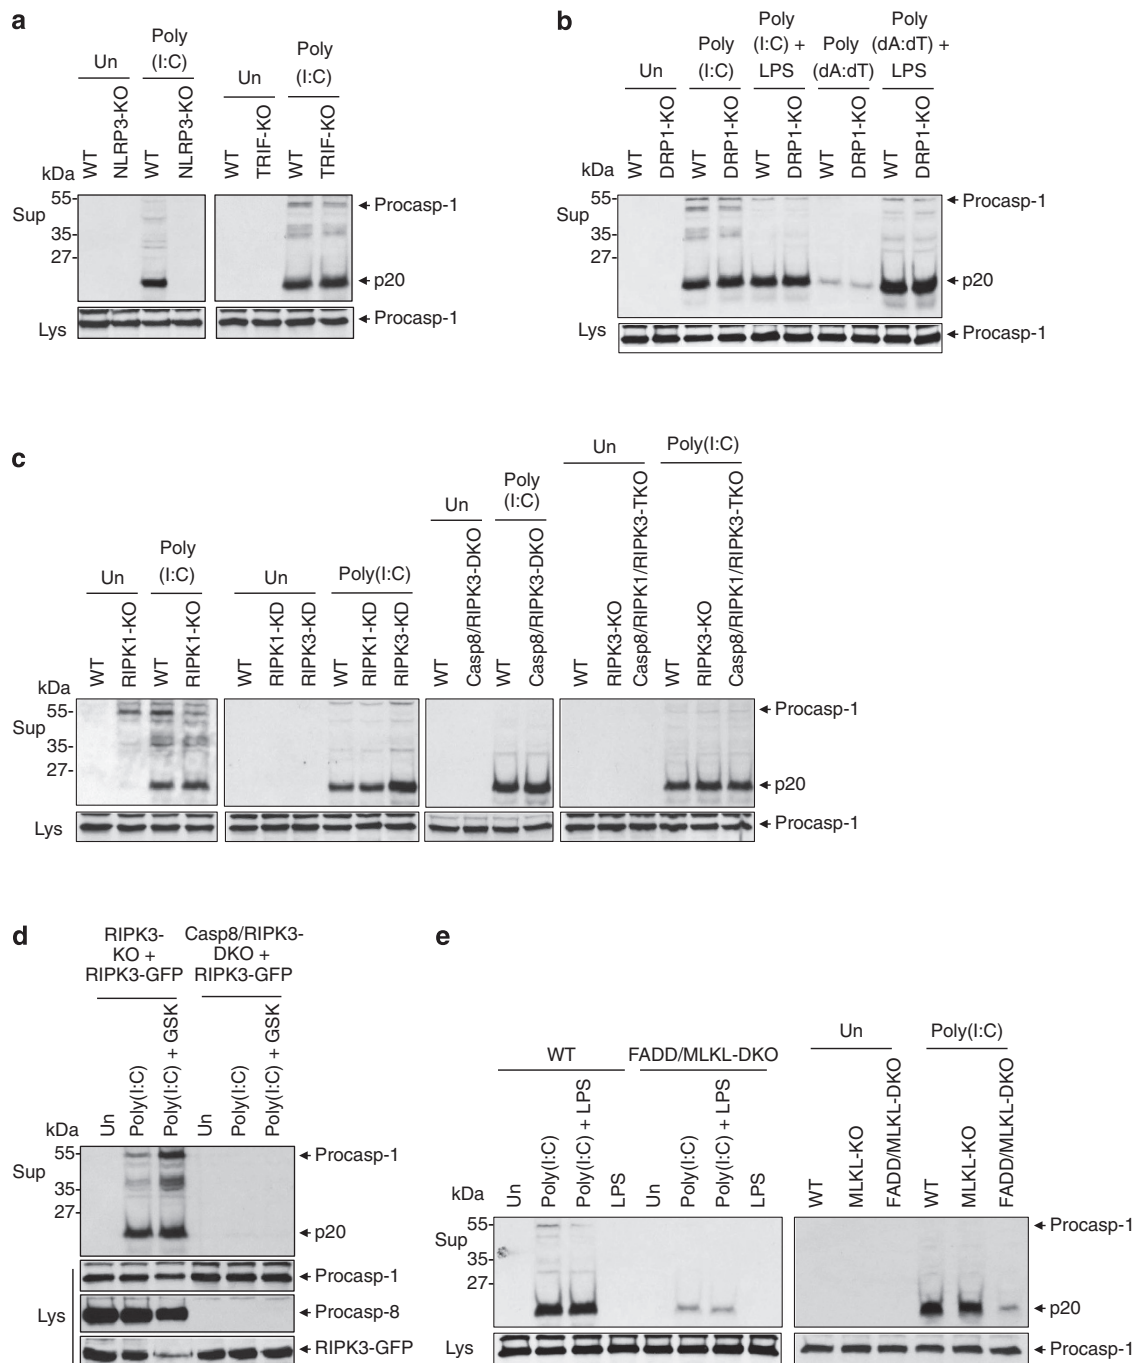 a
Un
Poly
(I:C)
Un
Poly
(I:C)
WT
NLRP3-KO
WT
NLRP3-KO
WT
TRIF-KO
WT
TRIF-KO
kDa
55-
35-
27-
Sup
Procasp-1
p20
Lys
Procasp-1
b
Un
Poly
(I:C)
Poly
(I:C) +
LPS
Poly
(dA:dT)
Poly
(dA:dT) +
LPS
WT
DRP1-KO
WT
DRP1-KO
WT
DRP1-KO
WT
DRP1-KO
WT
DRP1-KO
kDa
55-
35-
27-
Sup
Procasp-1
p20
Lys
Procasp-1
c
Un
Poly
(I:C)
Un
Poly(I:C)
Un
Poly
(I:C)
Un
Poly(I:C)
WT
RIPK1-KO
WT
RIPK1-KO
WT
RIPK1-KD
RIPK3-KD
WT
RIPK1-KD
RIPK3-KD
WT
Casp8/RIPK3-DKO
WT
Casp8/RIPK3-DKO
WT
RIPK3-KO
Casp8/RIPK1/RIPK3-TKO
WT
RIPK3-KO
Casp8/RIPK1/RIPK3-TKO
kDa
55-
35-
27-
Sup
Procasp-1
p20
Lys
Procasp-1
d
RIPK3-
KO +
RIPK3-GFP
Casp8/RIPK3-
DKO +
RIPK3-GFP
Un
Poly(I:C)
Poly(I:C) + GSK
Un
Poly(I:C)
Poly(I:C) + GSK
kDa
55-
35-
27-
Sup
Procasp-1
p20
Lys
Procasp-1
Procasp-8
RIPK3-GFP
e
WT
FADD/MLKL-DKO
Un
Poly(I:C)
Un
Poly(I:C)
Poly(I:C) + LPS
LPS
Un
Poly(I:C)
Poly(I:C) + LPS
LPS
WT
MLKL-KO
FADD/MLKL-DKO
WT
MLKL-KO
FADD/MLKL-DKO
kDa
55-
35-
27-
Sup
Procasp-1
p20
Lys
Procasp-1